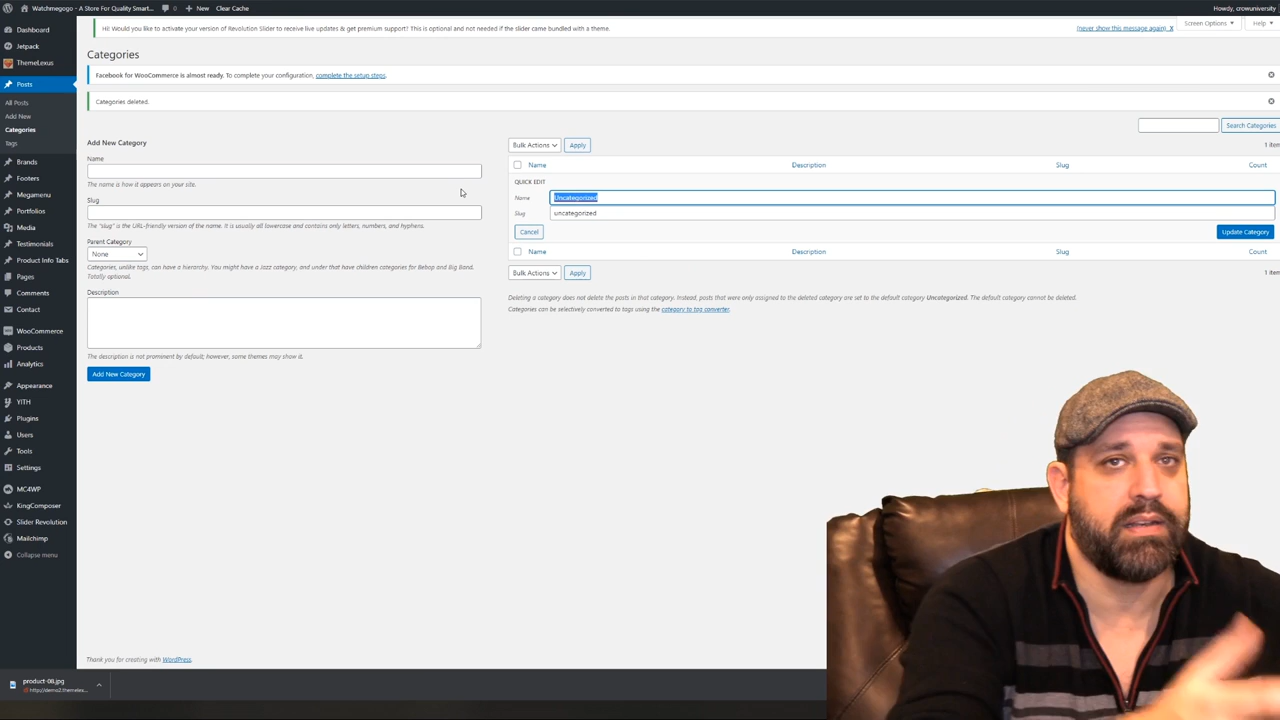 Watchmegogo - A Store For Quality Smart...
0
New
Clear Cache
Howdy, crowuniversity
Dashboard
Jetpack
ThemeLexus
Posts
All Posts
Add New
Categories
Tags
Brands
Footers
Megamenu
Portfolios
Media
Testimonials
Product Info Tabs
Pages
Comments
Contact
WooCommerce
Products
Analytics
Appearance
YITH
Plugins
Users
Tools
Settings
MC4WP
KingComposer
Slider Revolution
Mailchimp
Collapse menu
Hi! Would you like to activate your version of Revolution Slider to receive live updates & get premium support? This is optional and not needed if the slider came bundled with a theme.
(never show this message again) X
Screen Options
Help
Categories
Facebook for WooCommerce is almost ready. To complete your configuration, complete the setup steps.
Categories deleted.
Search Categories
Add New Category
Name
The name is how it appears on your site.
Slug
The "slug" is the URL-friendly version of the name. It is usually all lowercase and contains only letters, numbers, and hyphens.
Parent Category
None
Categories, unlike tags, can have a hierarchy. You might have a Jazz category, and under that have children categories for Bebop and Big Band.
Totally optional.
Description
The description is not prominent by default; however, some themes may show it.
Add New Category
Bulk Actions
Apply
1 item
Name
Description
Slug
Count
QUICK EDIT
Name
Uncategorized
Slug
uncategorized
Cancel
Update Category
Name
Description
Slug
Count
Bulk Actions
Apply
1 item
Deleting a category does not delete the posts in that category. Instead, posts that were only assigned to the deleted category are set to the default category Uncategorized. The default category cannot be deleted.
Categories can be selectively converted to tags using the category to tag converter.
Thank you for creating with WordPress.
product-08.jpg
http://demo2.themelex...